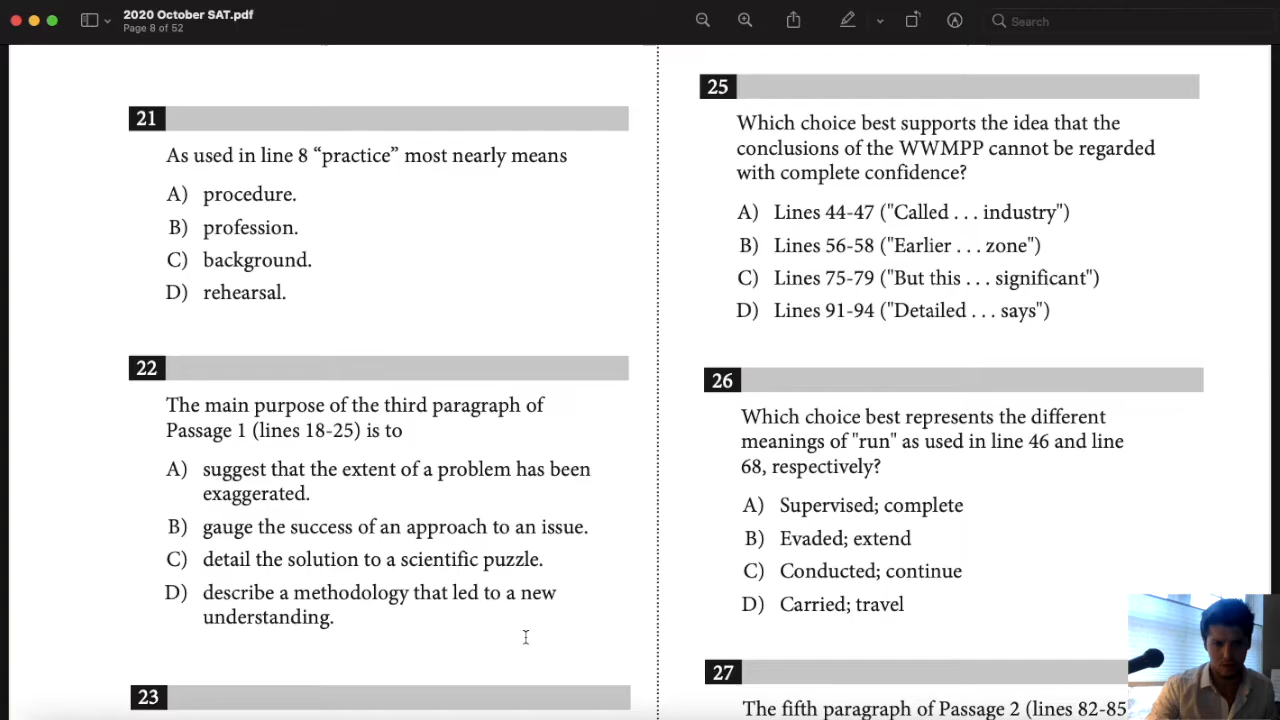 2020 October SAT.pdf
Page 8 of 52
Search
21
As used in line 8 “practice” most nearly means
A) procedure.
B) profession.
C) background.
D) rehearsal.
22
The main purpose of the third paragraph of
Passage 1 (lines 18-25) is to
A) suggest that the extent of a problem has been
exaggerated.
B) gauge the success of an approach to an issue.
C) detail the solution to a scientific puzzle.
D) describe a methodology that led to a new
understanding.
23
25
Which choice best supports the idea that the
conclusions of the WWMPP cannot be regarded
with complete confidence?
A) Lines 44-47 ("Called . . . industry")
B) Lines 56-58 ("Earlier . . . zone")
C) Lines 75-79 ("But this . . . significant")
D) Lines 91-94 ("Detailed . . . says")
26
Which choice best represents the different
meanings of "run" as used in line 46 and line
68, respectively?
A) Supervised; complete
B) Evaded; extend
C) Conducted; continue
D) Carried; travel
27
The fifth paragraph of Passage 2 (lines 82-85